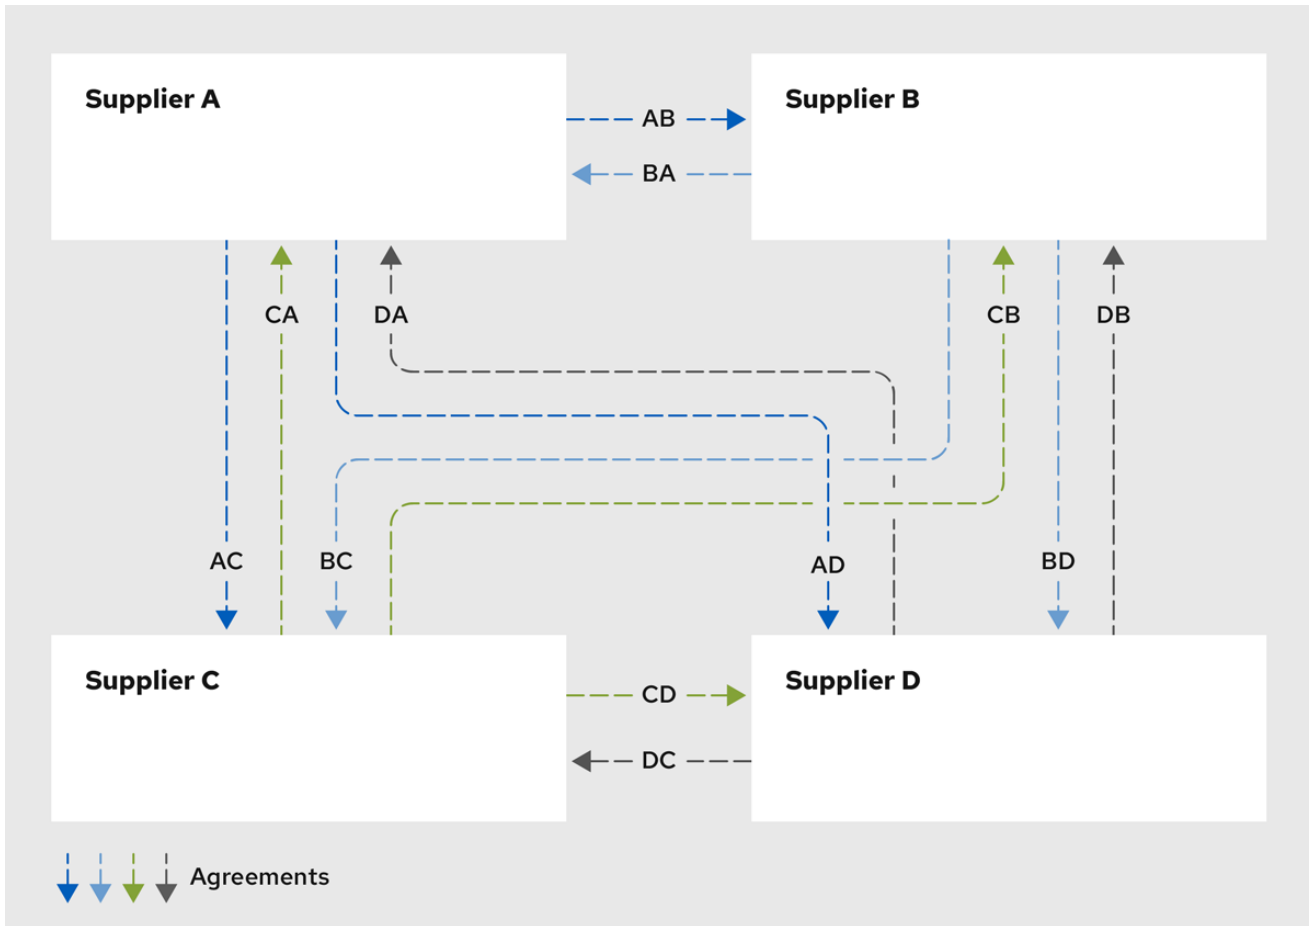 Supplier A
Supplier B
AB
BA
CA
DA
CB
DB
AC
BC
AD
BD
Supplier C
Supplier D
CD
DC
Agreements